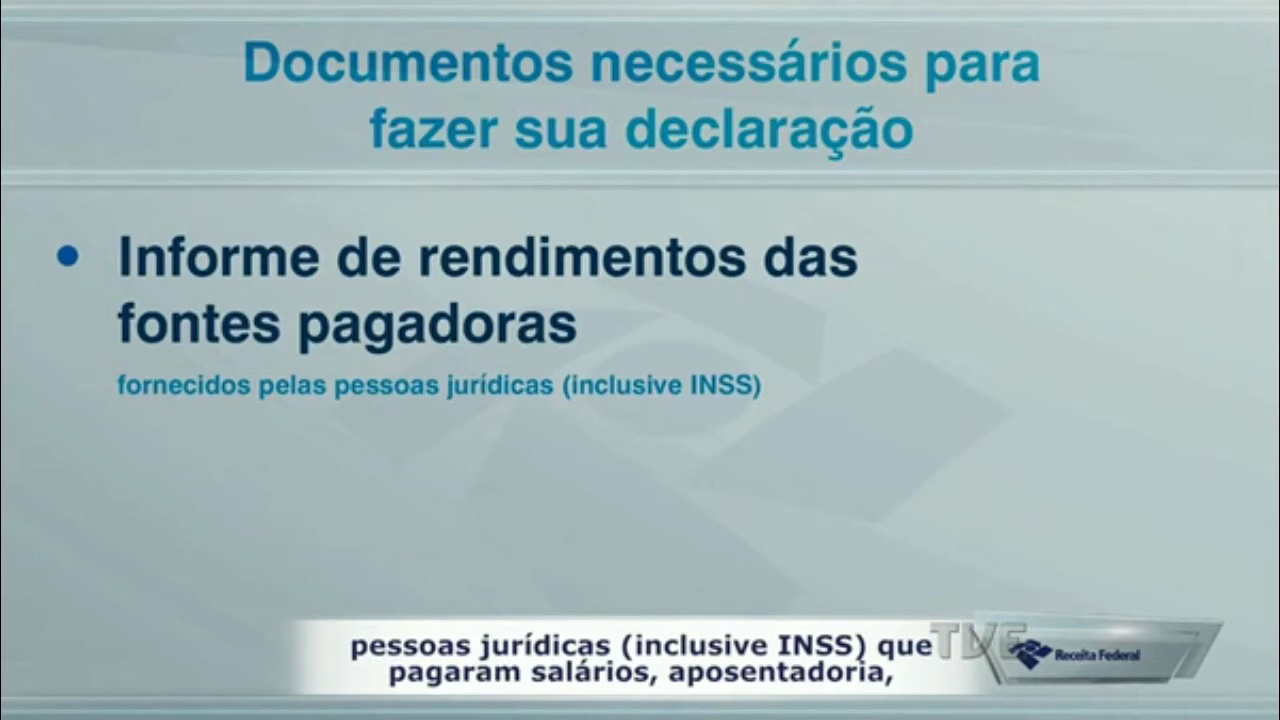 Documentos necessários para
fazer sua declaração
• Informe de rendimentos das
fontes pagadoras
fornecidos pelas pessoas jurídicas (inclusive INSS)
pessoas jurídicas (inclusive INSS) que
pagaram salários, aposentadoria,
TVE
Receita Federal